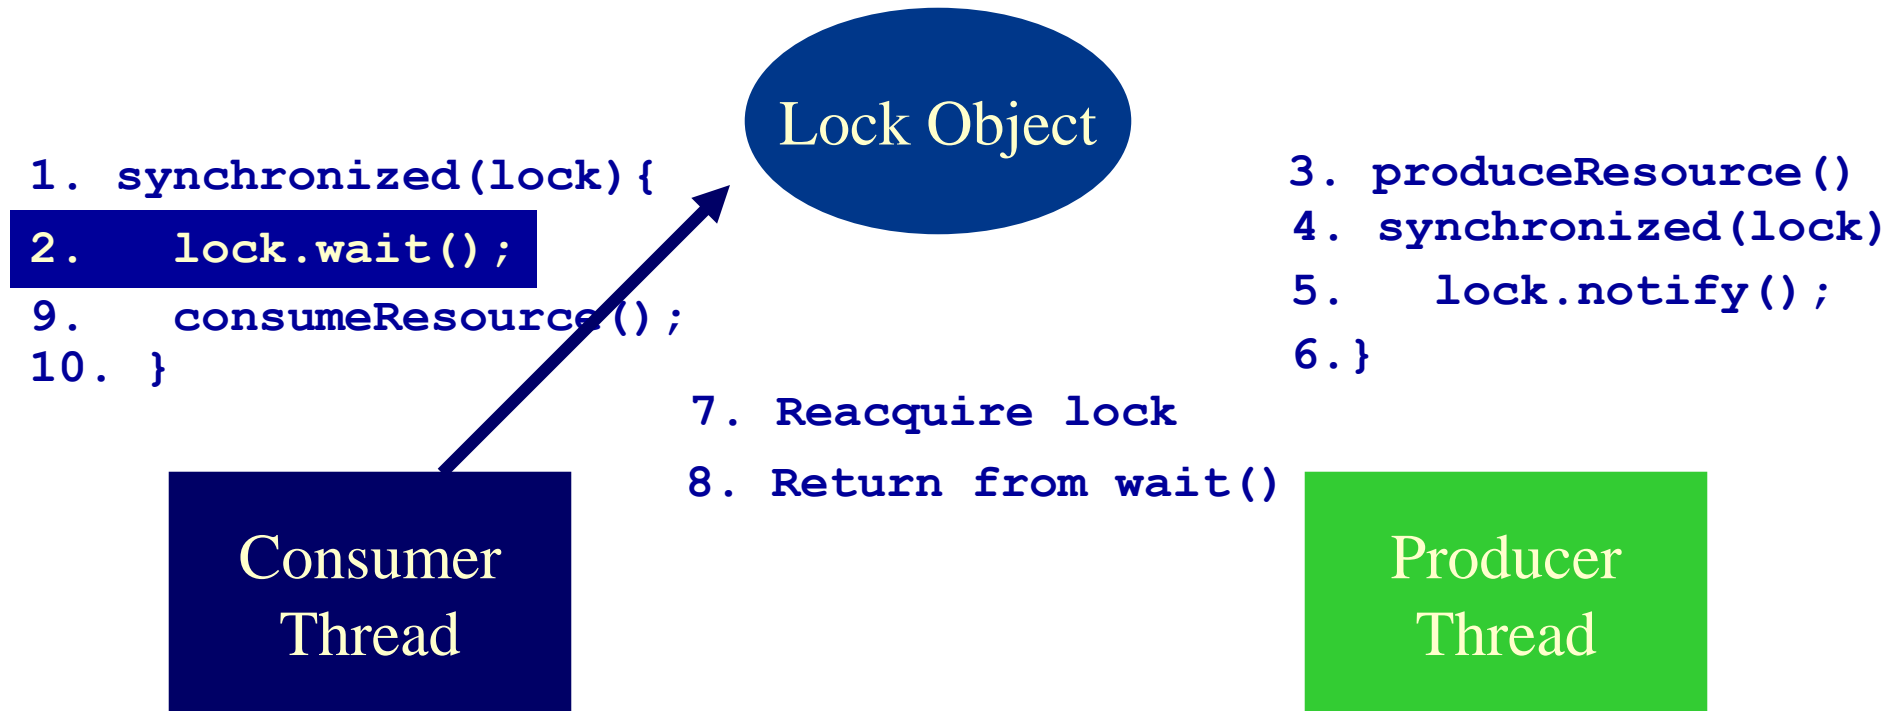 Lock Object
1. synchronized(lock){
2.   lock.wait();
9.   consumeResource();
10. }
3. produceResource()
4. synchronized(lock)
5.   lock.notify();
6.}
7. Reacquire lock
8. Return from wait()
Consumer
Thread
Producer
Thread